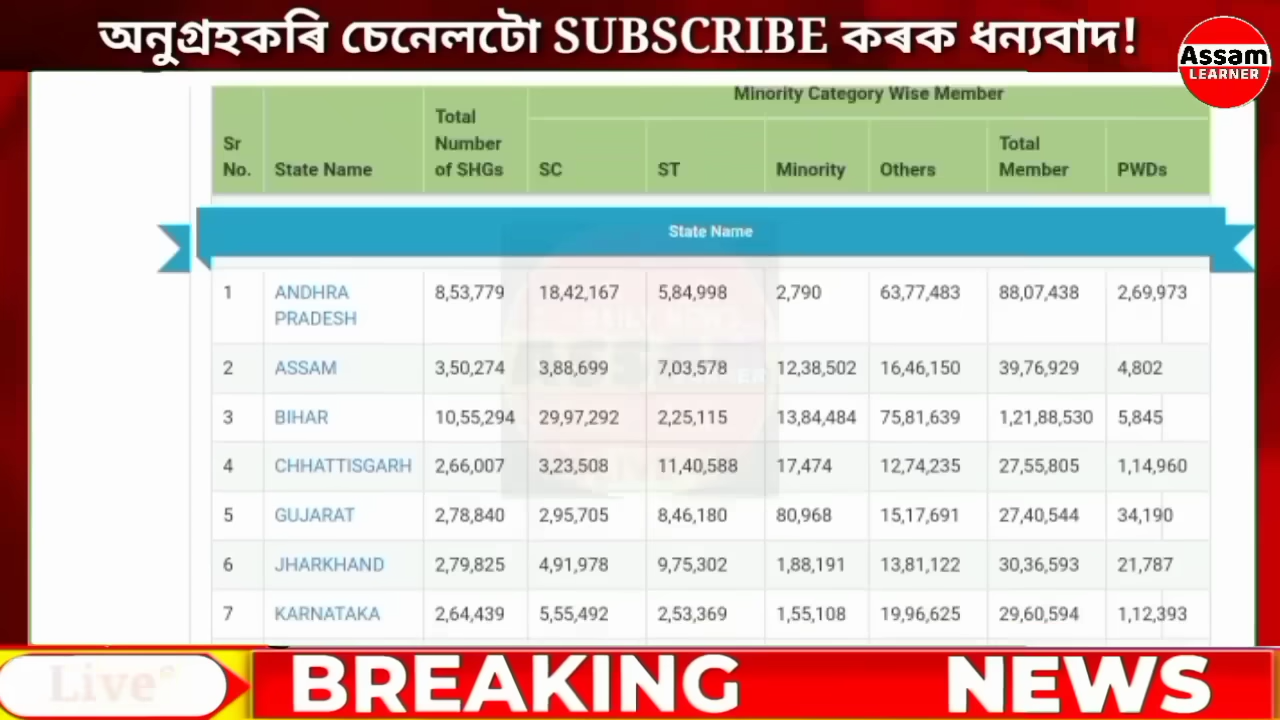 অনুগ্ৰহকৰি চেনেলটো SUBSCRIBE কৰক ধন্যবাদ!
Assam
LEARNER
Minority Category Wise Member
Sr No. State Name Total Number of SHGs SC ST Minority Others Total Member PWDs
State Name
1 ANDHRA PRADESH 8,53,779 18,42,167 5,84,998 2,790 63,77,483 88,07,438 2,69,973
2 ASSAM 3,50,274 3,88,699 7,03,578 12,38,502 16,46,150 39,76,929 4,802
3 BIHAR 10,55,294 29,97,292 2,25,115 13,84,484 75,81,639 1,21,88,530 5,845
4 CHHATTISGARH 2,66,007 3,23,508 11,40,588 17,474 12,74,235 27,55,805 1,14,960
5 GUJARAT 2,78,840 2,95,705 8,46,180 80,968 15,17,691 27,40,544 34,190
6 JHARKHAND 2,79,825 4,91,978 9,75,302 1,88,191 13,81,122 30,36,593 21,787
7 KARNATAKA 2,64,439 5,55,492 2,53,369 1,55,108 19,96,625 29,60,594 1,12,393
Live
BREAKING NEWS